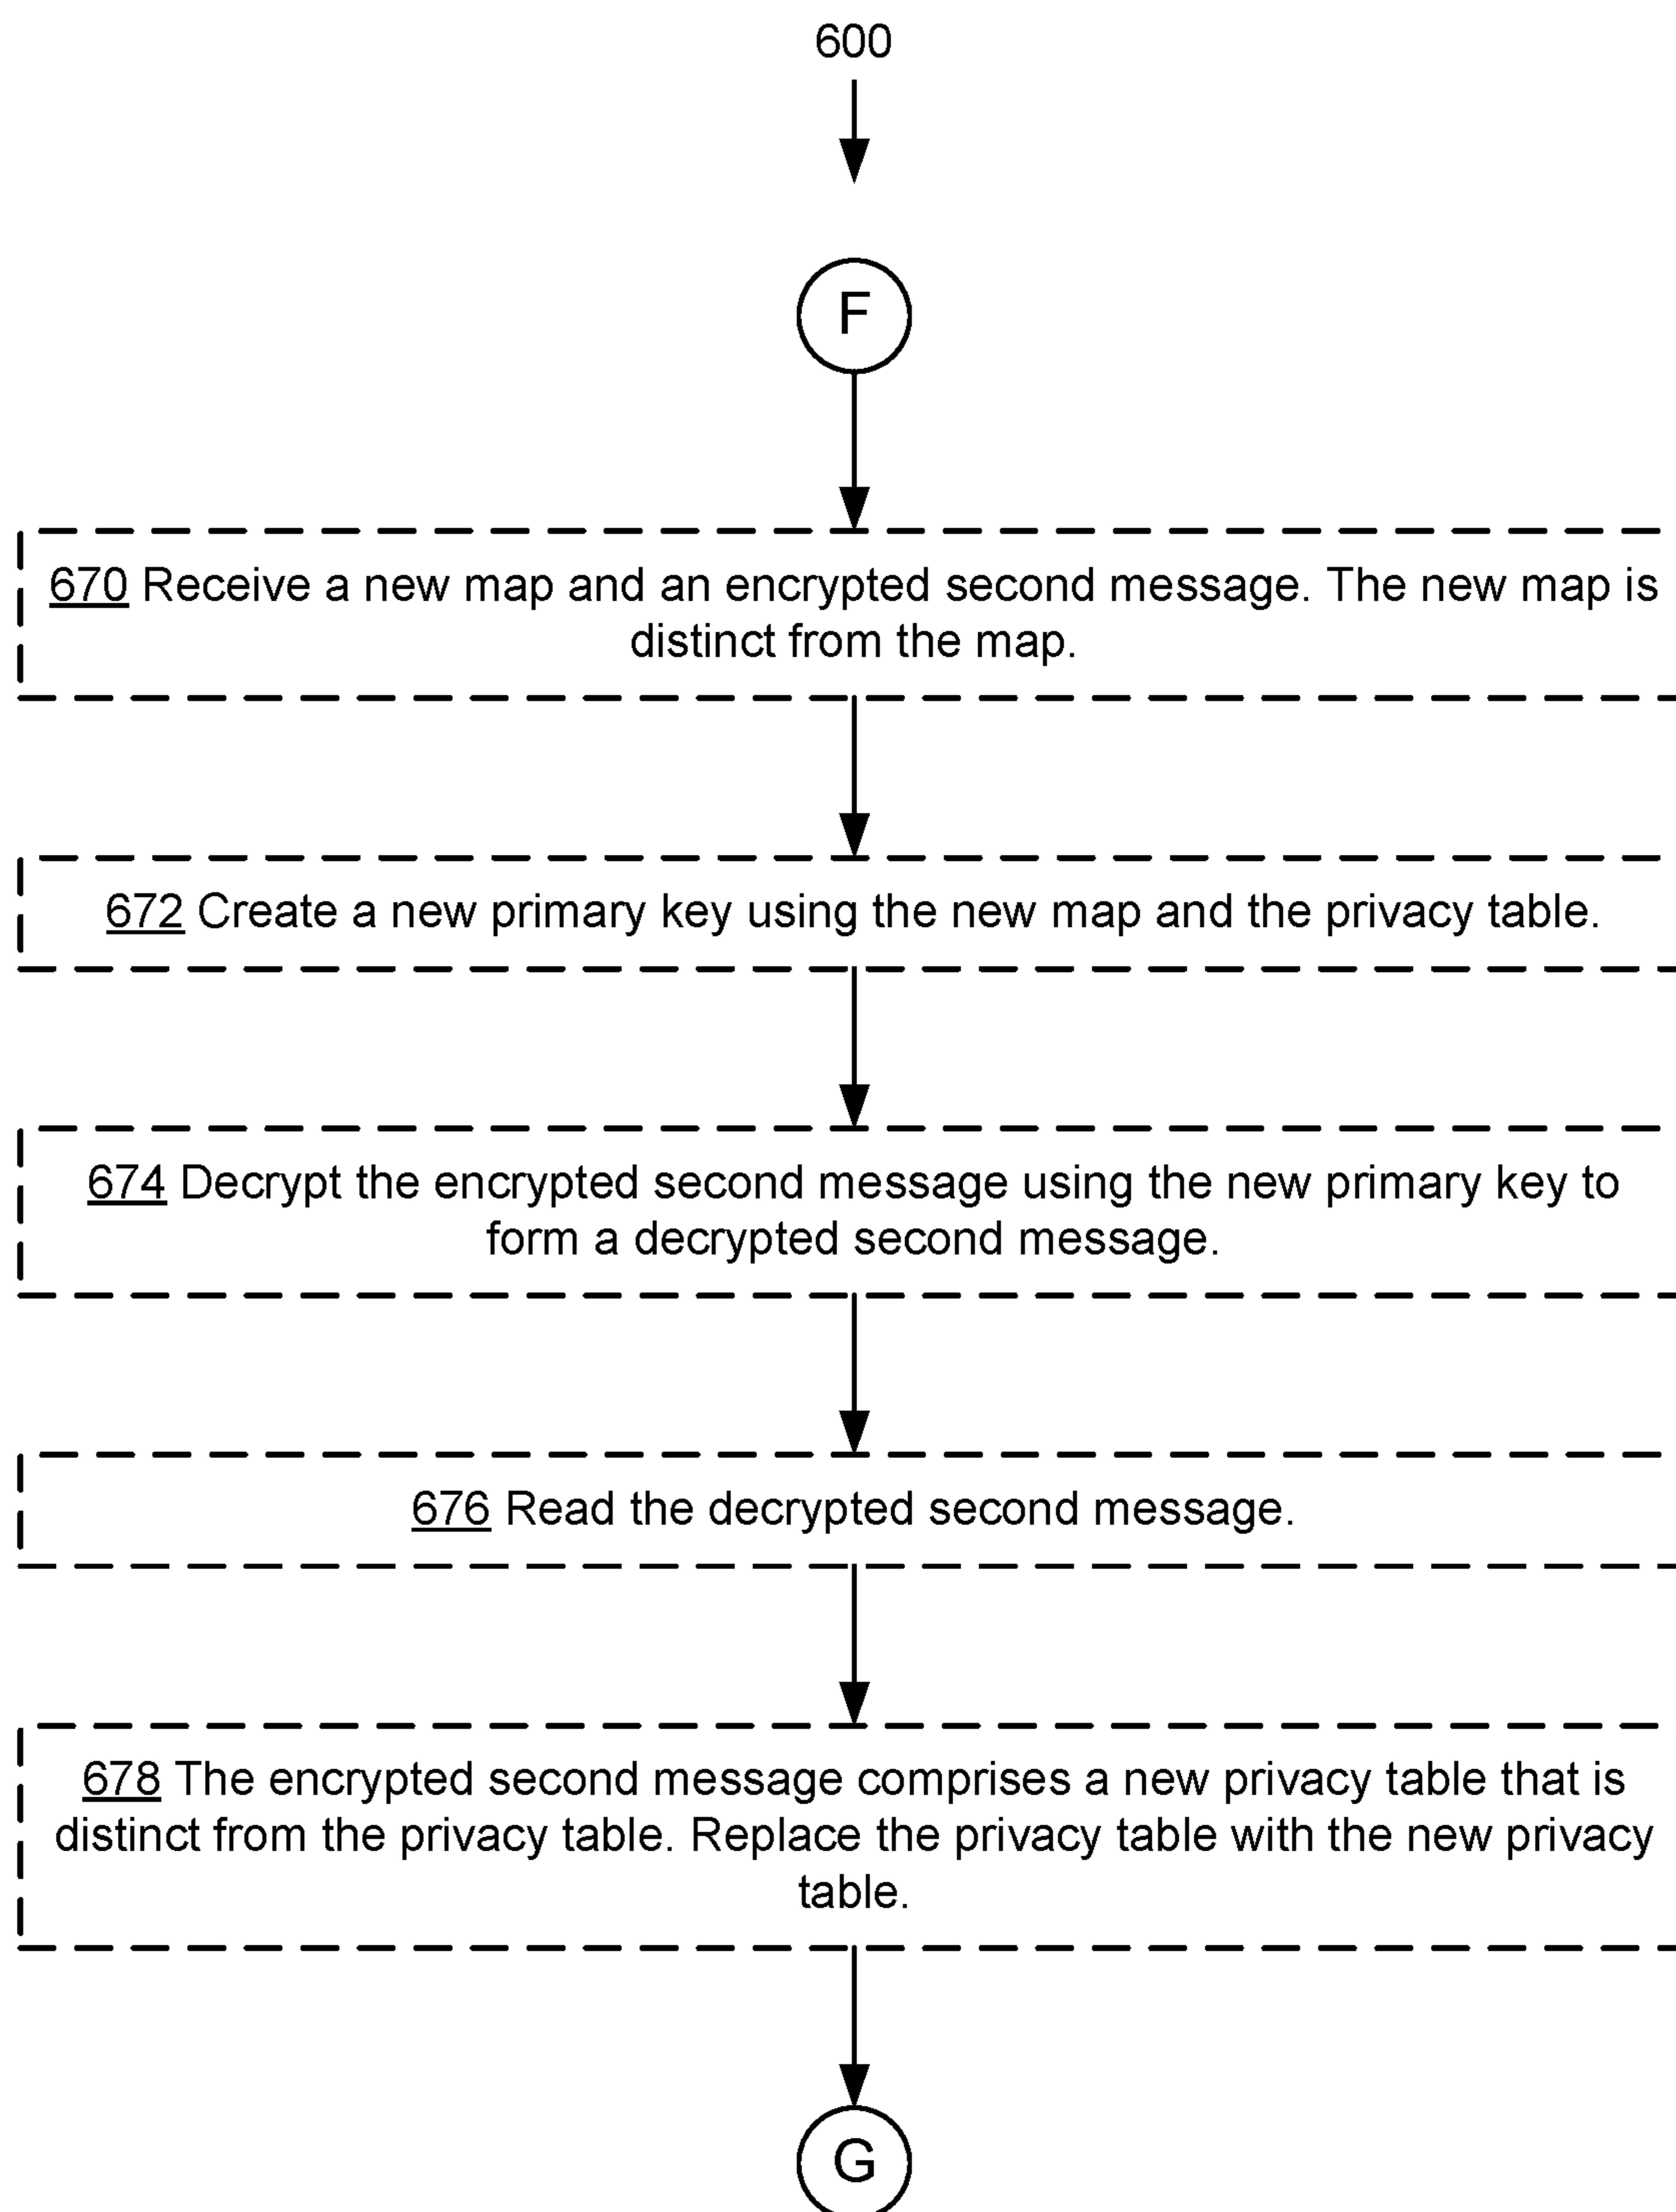 600
F
670 Receive a new map and an encrypted second message. The new map is
distinct from the map.
672 Create a new primary key using the new map and the privacy table.
674 Decrypt the encrypted second message using the new primary key to
form a decrypted second message.
676 Read the decrypted second message.
678 The encrypted second message comprises a new privacy table that is
distinct from the privacy table. Replace the privacy table with the new privacy
table.
G